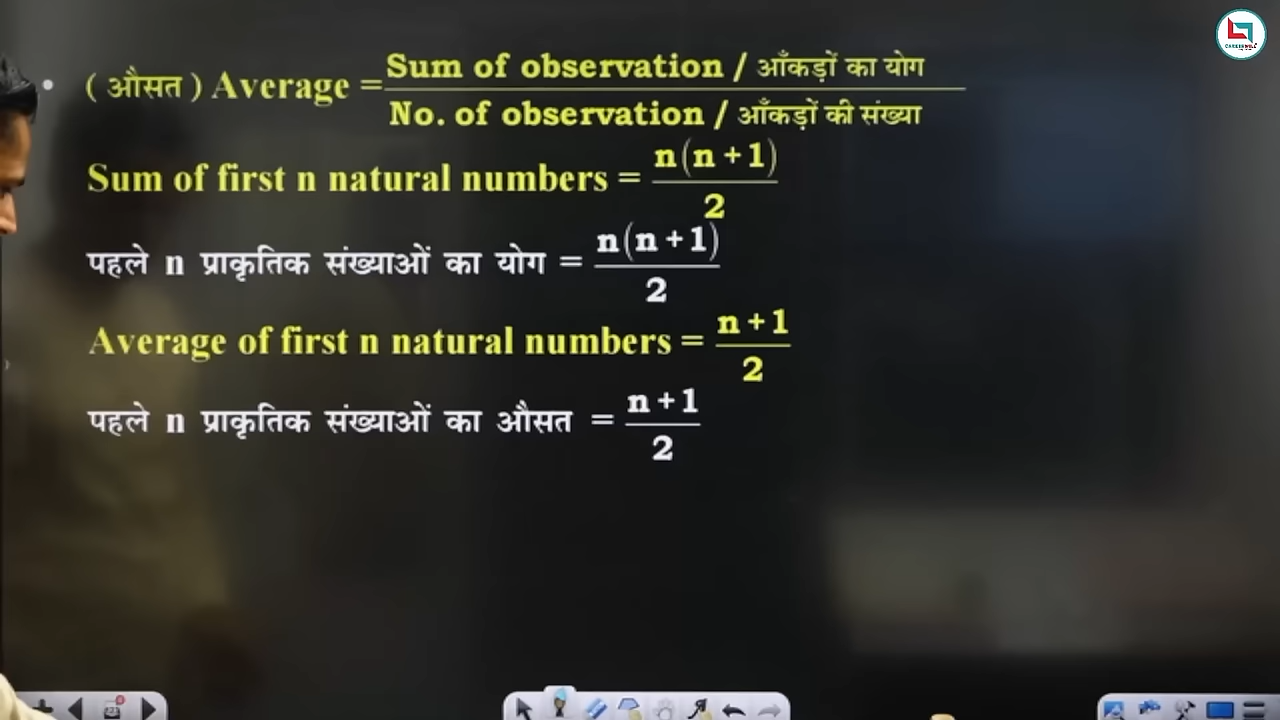 • ( औसत ) Average = Sum of observation / आँकड़ों का योग
No. of observation / आँकड़ों की संख्या
Sum of first n natural numbers = n(n+1)
2
पहले n प्राकृतिक संख्याओं का योग = n(n+1)
2
Average of first n natural numbers = n+1
2
पहले n प्राकृतिक संख्याओं का औसत = n+1
2
CAREERWILL